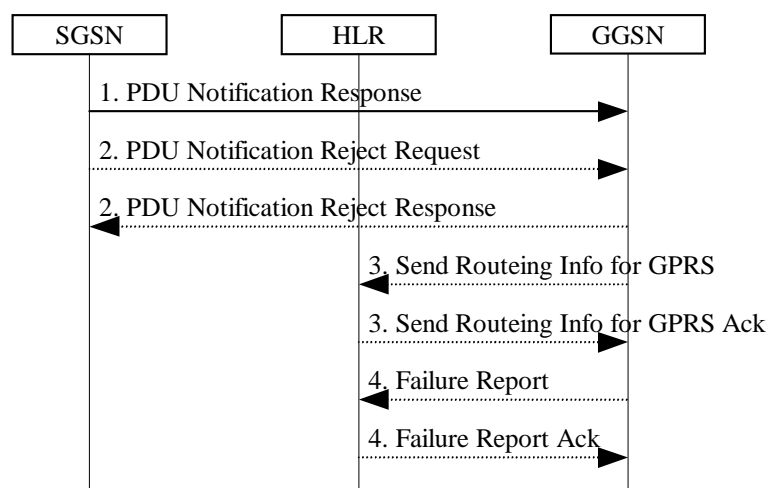 SGSN HLR GGSN
1. PDU Notification Response
2. PDU Notification Reject Request
2. PDU Notification Reject Response
3. Send Routeing Info for GPRS
3. Send Routeing Info for GPRS Ack
4. Failure Report
4. Failure Report Ack